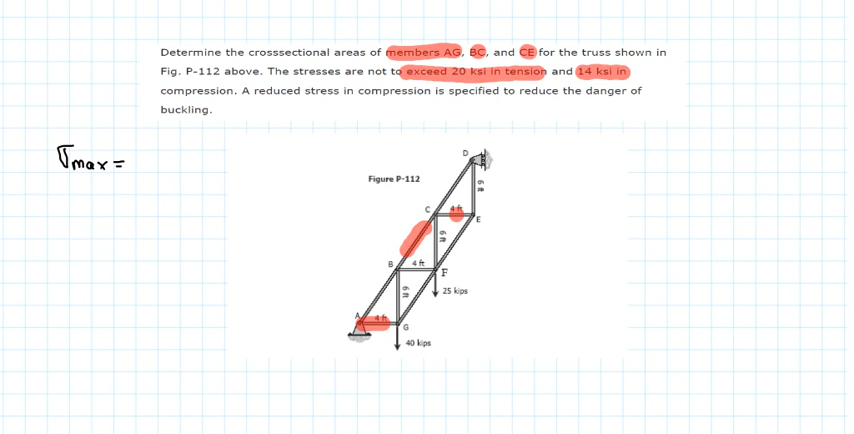 Determine the crosssectional areas of members AG, BC, and CE for the truss shown in
Fig. P-112 above. The stresses are not to exceed 20 ksi in tension and 14 ksi in
compression. A reduced stress in compression is specified to reduce the danger of
buckling.
σmax =
Figure P-112
D
6 ft
C
4 ft
E
6 ft
B
4 ft
F
6 ft
25 kips
A
4 ft
G
40 kips